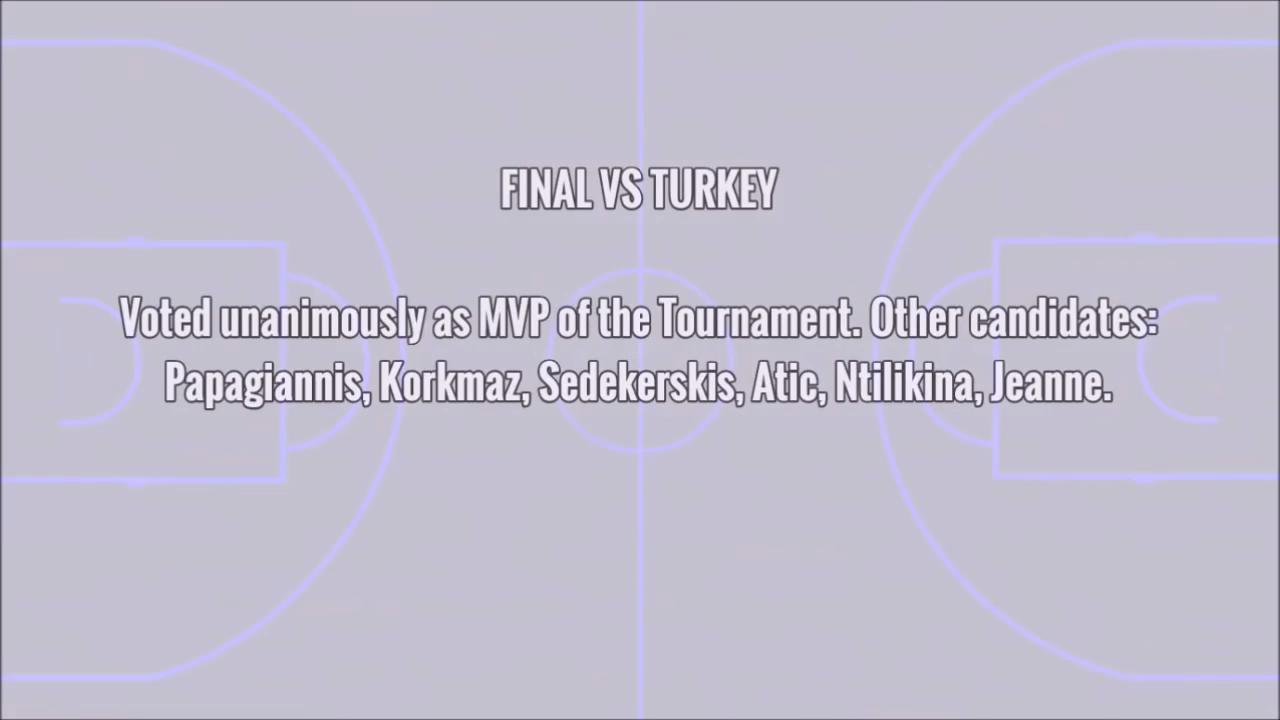 FINAL VS TURKEY
Voted unanimously as MVP of the Tournament. Other candidates:
Papagiannis, Korkmaz, Sedekerskis, Atic, Ntilikina, Jeanne.